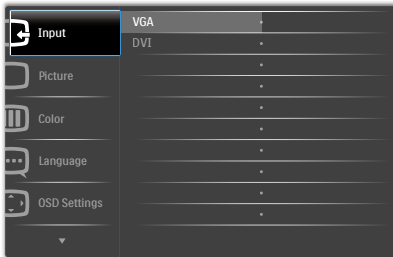 Input
VGA
DVI
Picture
Color
Language
OSD Settings